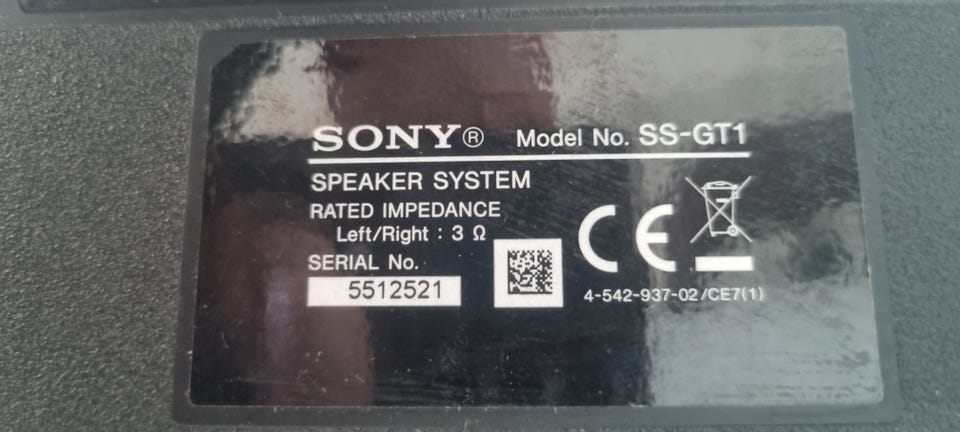 SONY® Model No. SS-GT1
SPEAKER SYSTEM
RATED IMPEDANCE
Left/Right : 3 Ω
SERIAL No.
5512521
CE
4-542-937-02/CE7(1)